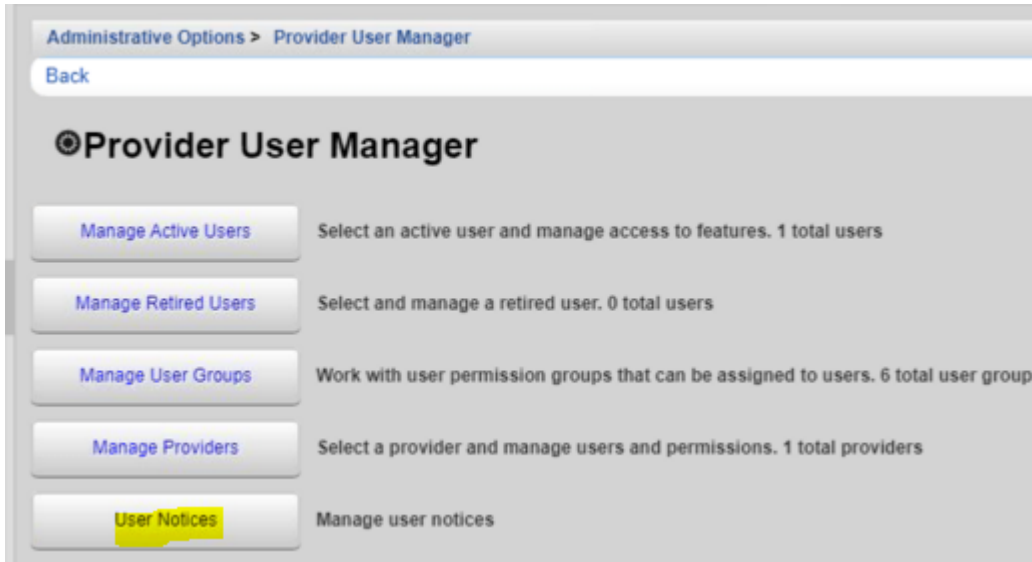 Administrative Options > Provider User Manager
Back
Provider User Manager
Manage Active Users Select an active user and manage access to features. 1 total users
Manage Retired Users Select and manage a retired user. 0 total users
Manage User Groups Work with user permission groups that can be assigned to users. 6 total user group
Manage Providers Select a provider and manage users and permissions. 1 total providers
User Notices Manage user notices